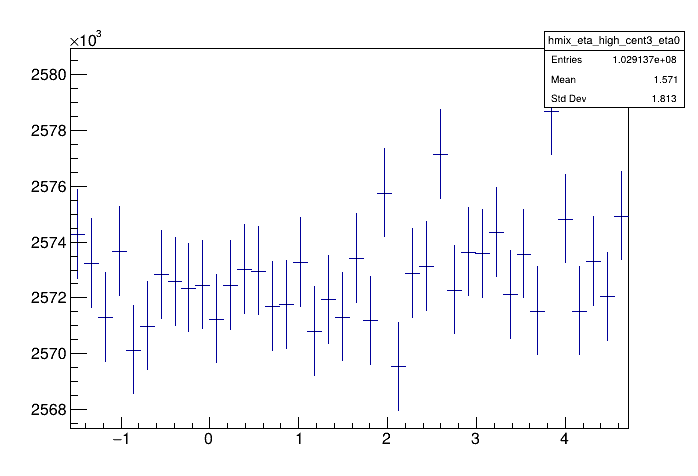 ×10³
hmix_eta_high_cent3_eta0
Entries 1.029137e+08
Mean 1.571
Std Dev 1.813
2580
2578
2576
2574
2572
2570
2568
−1 0 1 2 3 4